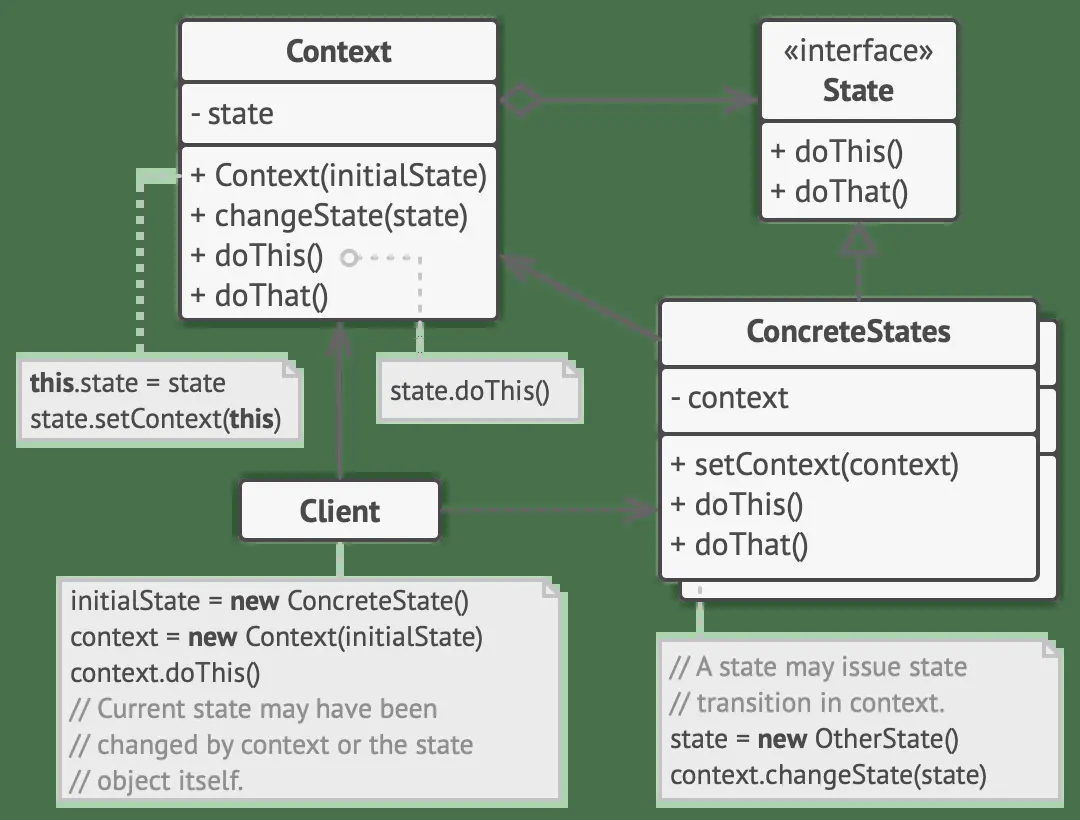 Context
- state
+ Context(initialState)
+ changeState(state)
+ doThis()
+ doThat()
«interface»
State
+ doThis()
+ doThat()
this.state = state
state.setContext(this)
state.doThis()
ConcreteStates
- context
+ setContext(context)
+ doThis()
+ doThat()
Client
initialState = new ConcreteState()
context = new Context(initialState)
context.doThis()
// Current state may have been
// changed by context or the state
// object itself.
// A state may issue state
// transition in context.
state = new OtherState()
context.changeState(state)